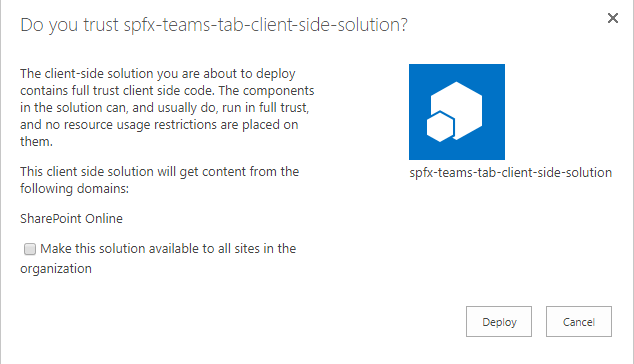 Do you trust spfx-teams-tab-client-side-solution?
The client-side solution you are about to deploy
contains full trust client side code. The components
in the solution can, and usually do, run in full trust,
and no resource usage restrictions are placed on
them.
This client side solution will get content from the
following domains:
SharePoint Online
Make this solution available to all sites in the
organization
spfx-teams-tab-client-side-solution
Deploy
Cancel